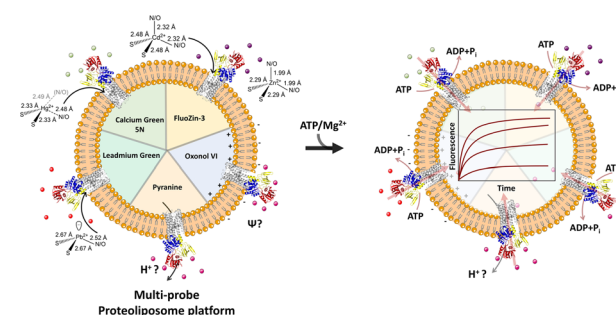 N/O
2.32 Å
2.48 Å
Cd²⁺
2.32 Å
S
N/O
2.48 Å
S
N/O
1.99 Å
2.29 Å
Zn²⁺
1.99 Å
S
N/O
2.29 Å
S
2.49 Å
(N/O)
2.33 Å
Hg²⁺
2.48 Å
S
N/O
2.33 Å
S
Calcium Green
5N
FluoZin-3
Leadmium Green
Oxonol VI
Pyranine
2.67 Å
Pb²⁺
2.52 Å
S
N/O
2.67 Å
S
+
+
+
+
+
-
-
-
-
Ψ?
H⁺ ?
Multi-probe
Proteoliposome platform
ATP/Mg²⁺
ADP+Pᵢ
ATP
ATP
ADP+
Fluorescence
Time
ADP+Pᵢ
ATP
AT
ADP+Pᵢ
H⁺ ?